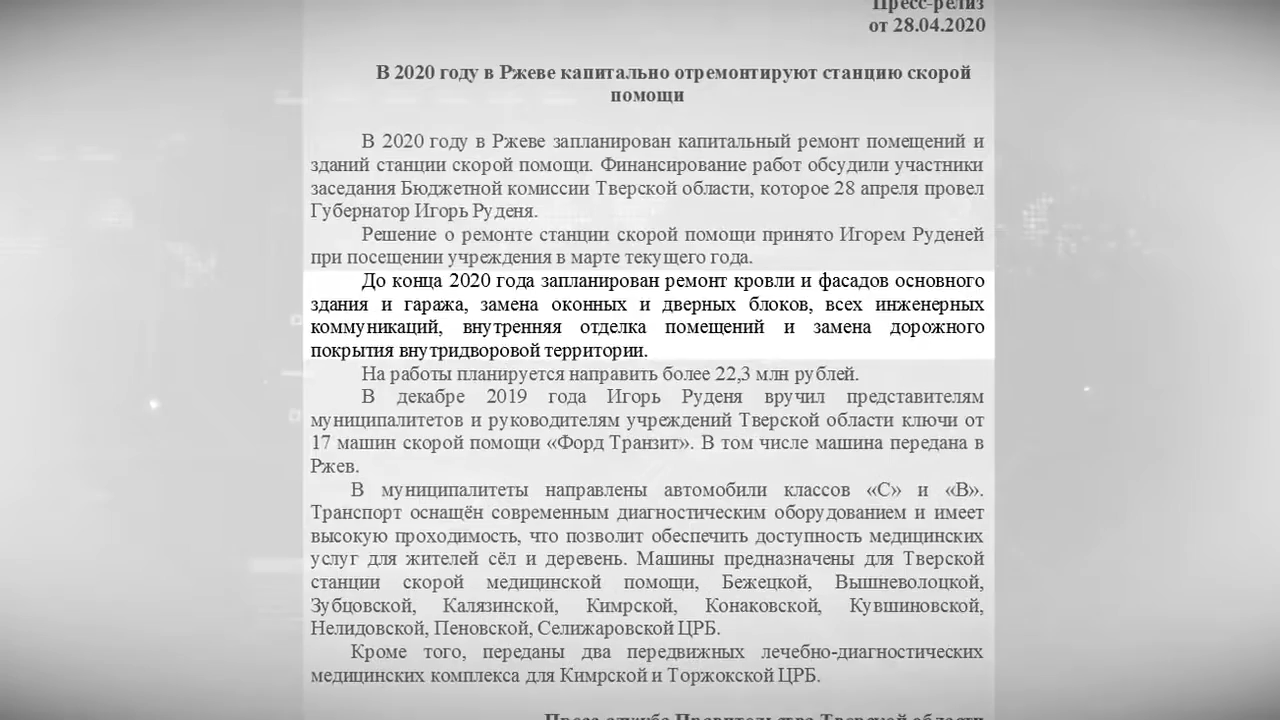 Пресс-релиз
от 28.04.2020
В 2020 году в Ржеве капитально отремонтируют станцию скорой
помощи
В 2020 году в Ржеве запланирован капитальный ремонт помещений и
зданий станции скорой помощи. Финансирование работ обсудили участники
заседания Бюджетной комиссии Тверской области, которое 28 апреля провел
Губернатор Игорь Руденя.
Решение о ремонте станции скорой помощи принято Игорем Руденей
при посещении учреждения в марте текущего года.
До конца 2020 года запланирован ремонт кровли и фасадов основного
здания и гаража, замена оконных и дверных блоков, всех инженерных
коммуникаций, внутренняя отделка помещений и замена дорожного
покрытия внутридворовой территории.
На работы планируется направить более 22,3 млн рублей.
В декабре 2019 года Игорь Руденя вручил представителям
муниципалитетов и руководителям учреждений Тверской области ключи от
17 машин скорой помощи «Форд Транзит». В том числе машина передана в
Ржев.
В муниципалитеты направлены автомобили классов «С» и «В».
Транспорт оснащён современным диагностическим оборудованием и имеет
высокую проходимость, что позволит обеспечить доступность медицинских
услуг для жителей сёл и деревень. Машины предназначены для Тверской
станции скорой медицинской помощи, Бежецкой, Вышневолоцкой,
Зубцовской, Калязинской, Кимрской, Конаковской, Кувшиновской,
Нелидовской, Пеновской, Селижаровской ЦРБ.
Кроме того, переданы два передвижных лечебно-диагностических
медицинских комплекса для Кимрской и Торжокской ЦРБ.
Пресс-служба Правительства Тверской области